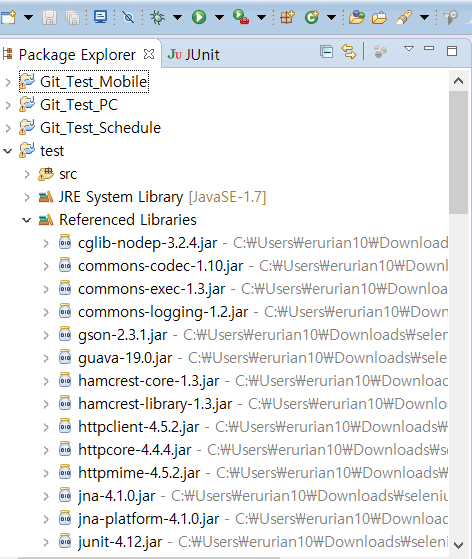 Package Explorer JUnit
Git_Test_Mobile
Git_Test_PC
Git_Test_Schedule
test
src
JRE System Library [JavaSE-1.7]
Referenced Libraries
cglib-nodep-3.2.4.jar - C:₩Users₩erurian10₩Download
commons-codec-1.10.jar - C:₩Users₩erurian10₩Down
commons-exec-1.3.jar - C:₩Users₩erurian10₩Downlo
commons-logging-1.2.jar - C:₩Users₩erurian10₩Dow
gson-2.3.1.jar - C:₩Users₩erurian10₩Downloads₩sele
guava-19.0.jar - C:₩Users₩erurian10₩Downloads₩sele
hamcrest-core-1.3.jar - C:₩Users₩erurian10₩Downloa
hamcrest-library-1.3.jar - C:₩Users₩erurian10₩Downl
httpclient-4.5.2.jar - C:₩Users₩erurian10₩Downloads
httpcore-4.4.4.jar - C:₩Users₩erurian10₩Downloads₩s
httpmime-4.5.2.jar - C:₩Users₩erurian10₩Downloads
jna-4.1.0.jar - C:₩Users₩erurian10₩Downloads₩seleniu
jna-platform-4.1.0.jar - C:₩Users₩erurian10₩Downloa
junit-4.12.jar - C:₩Users₩erurian10₩Downloads₩selen